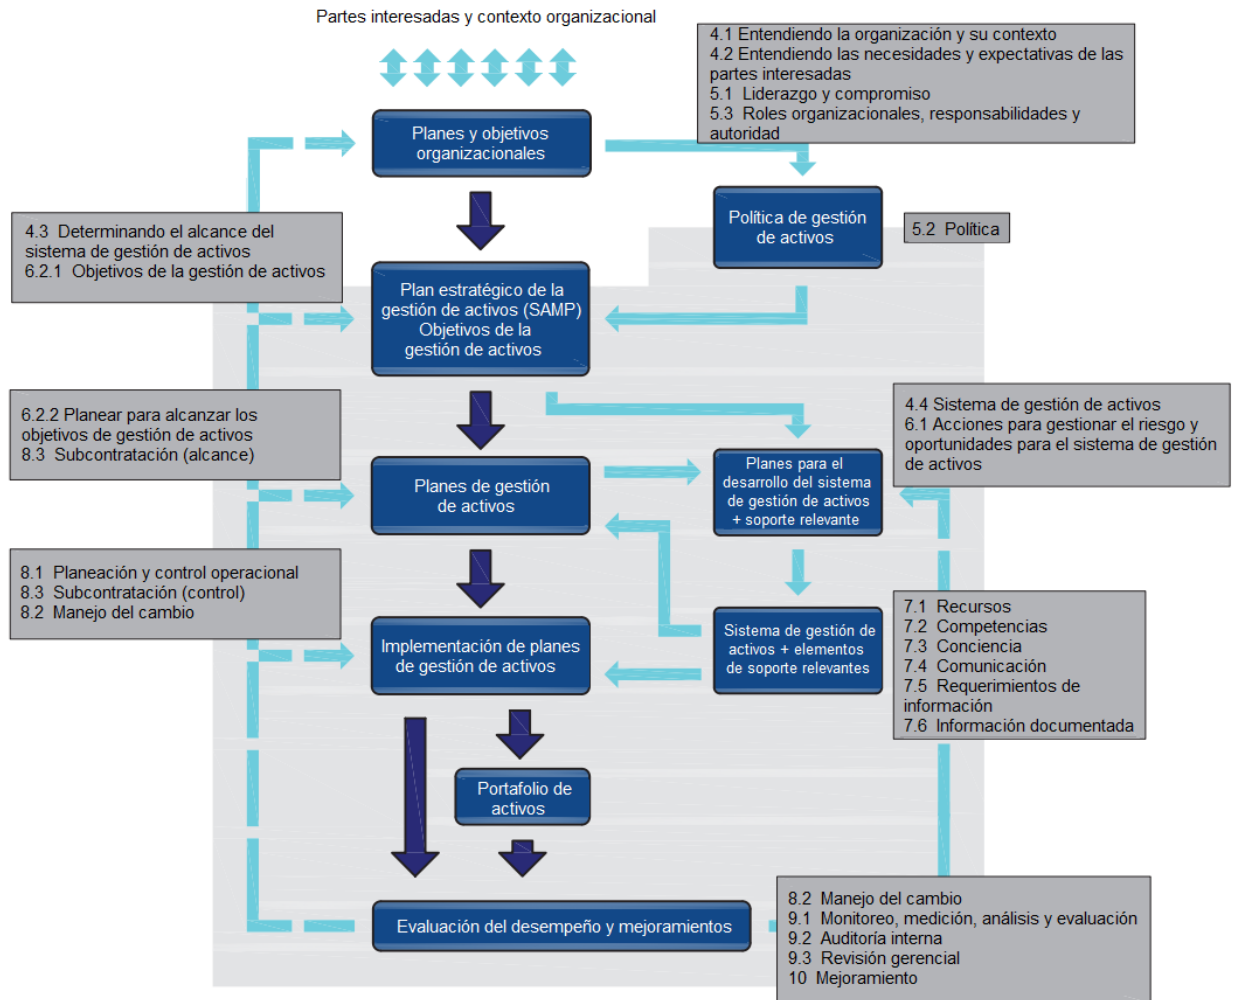 Partes interesadas y contexto organizacional
4.1 Entendiendo la organización y su contexto
4.2 Entendiendo las necesidades y expectativas de las
partes interesadas
5.1 Liderazgo y compromiso
5.3 Roles organizacionales, responsabilidades y
autoridad
Planes y objetivos
organizacionales
Política de gestión
de activos
5.2 Política
4.3 Determinando el alcance del
sistema de gestión de activos
6.2.1 Objetivos de la gestión de activos
Plan estratégico de la
gestión de activos (SAMP)
Objetivos de la
gestión de activos
6.2.2 Planear para alcanzar los
objetivos de gestión de activos
8.3 Subcontratación (alcance)
4.4 Sistema de gestión de activos
6.1 Acciones para gestionar el riesgo y
oportunidades para el sistema de gestión
de activos
Planes de gestión
de activos
Planes para el
desarrollo del sistema
de gestión de activos
+ soporte relevante
8.1 Planeación y control operacional
8.3 Subcontratación (control)
8.2 Manejo del cambio
Implementación de planes
de gestión de activos
Sistema de gestión de
activos + elementos
de soporte relevantes
7.1 Recursos
7.2 Competencias
7.3 Conciencia
7.4 Comunicación
7.5 Requerimientos de
información
7.6 Información documentada
Portafolio de
activos
Evaluación del desempeño y mejoramientos
8.2 Manejo del cambio
9.1 Monitoreo, medición, análisis y evaluación
9.2 Auditoría interna
9.3 Revisión gerencial
10 Mejoramiento